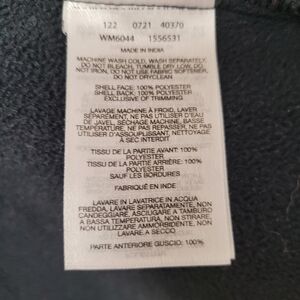 122 0721 40370
WM6044 1556531
MADE IN INDIA
MACHINE WASH COLD, WASH SEPARATELY,
DO NOT BLEACH, TUMBLE DRY LOW, DO
NOT IRON, DO NOT USE FABRIC SOFTENER,
DO NOT DRYCLEAN
SHELL FACE: 100% POLYESTER
SHELL BACK: 100% POLYESTER
EXCLUSIVE OF TRIMMING
LAVAGE MACHINE À FROID, LAVER
SÉPARÉMENT, NE PAS UTILISER D'EAU
DE JAVEL, SÉCHAGE MACHINE, BASSE
TEMPÉRATURE, NE PAS REPASSER, NE PAS
UTILISER D'ASSOUPLISSANT, NETTOYAGE
À SEC INTERDIT
TISSU DE LA PARTIE AVANT: 100%
POLYESTER
TISSU DE LA PARTIE ARRIÈRE: 100%
POLYESTER
SAUF LES BORDURES
FABRIQUÉ EN INDE
LAVARE IN LAVATRICE IN ACQUA
FREDDA, LAVARE SEPARATAMENTE, NON
CANDEGGIARE, ASCIUGARE A TAMBURO
A BASSA TEMPERATURA, NON STIRARE,
NON UTILIZZARE AMMORBIDENTE, NON
LAVARE A SECCO
PARTE ANTERIORE GUSCIO: 100%